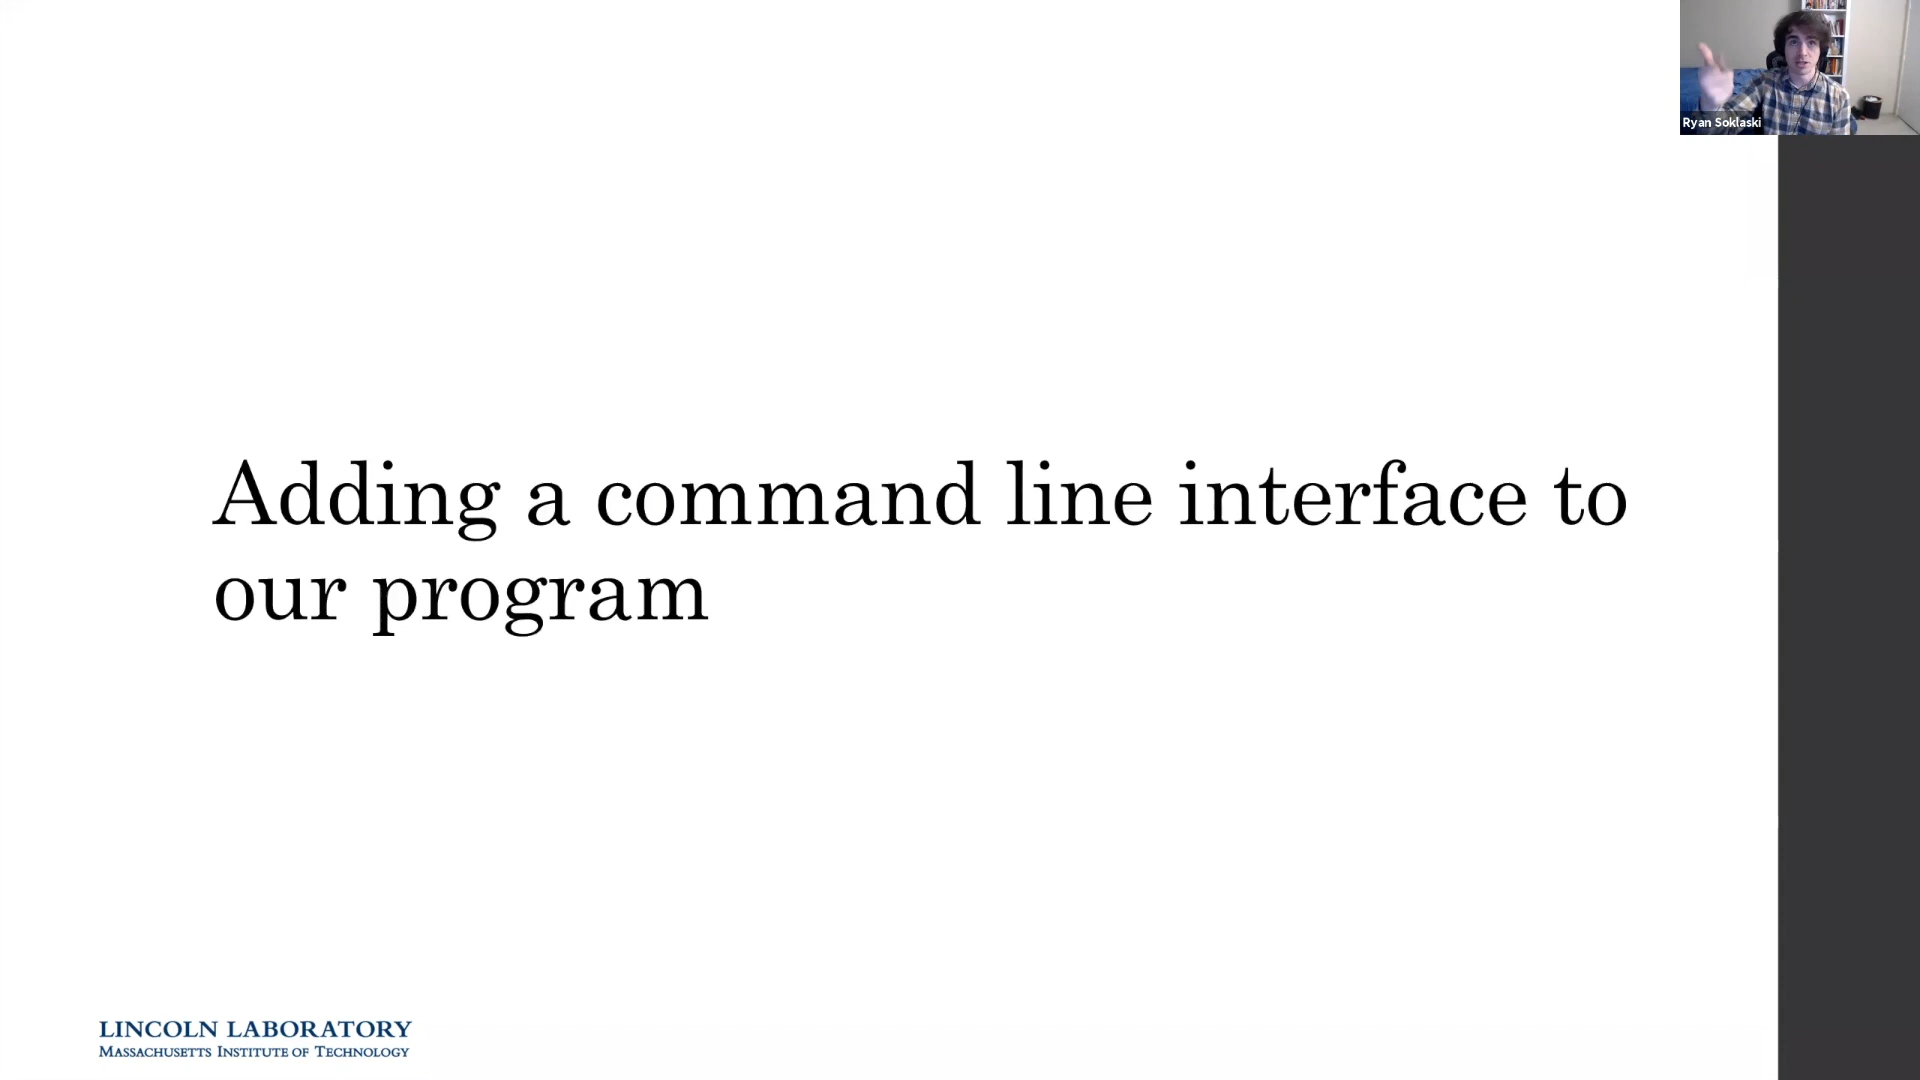 Ryan Soklaski
Adding a command line interface to
our program
LINCOLN LABORATORY
MASSACHUSETTS INSTITUTE OF TECHNOLOGY